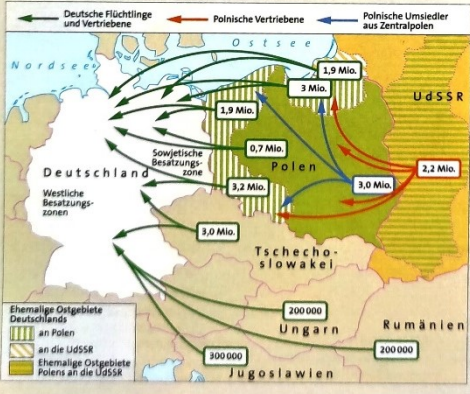 Deutsche Flüchtlinge
und Vertriebene
Polnische Vertriebene
Polnische Umsiedler
aus Zentralpolen
Nordsee
Ostsee
1,9 Mio.
3 Mio.
UdSSR
1,9 Mio.
0,7 Mio.
Polen
2,2 Mio.
Deutschland
Sowjetische
Besatzungs-
zone
3,2 Mio.
3,0 Mio.
Westliche
Besatzungs-
zonen
3,0 Mio.
Tschecho-
slowakei
Ehemalige Ostgebiete
Deutschlands
an Polen
an die UdSSR
Ehemalige Ostgebiete
Polens an die UdSSR
200 000
Ungarn
Rumänien
300 000
200 000
Jugoslawien